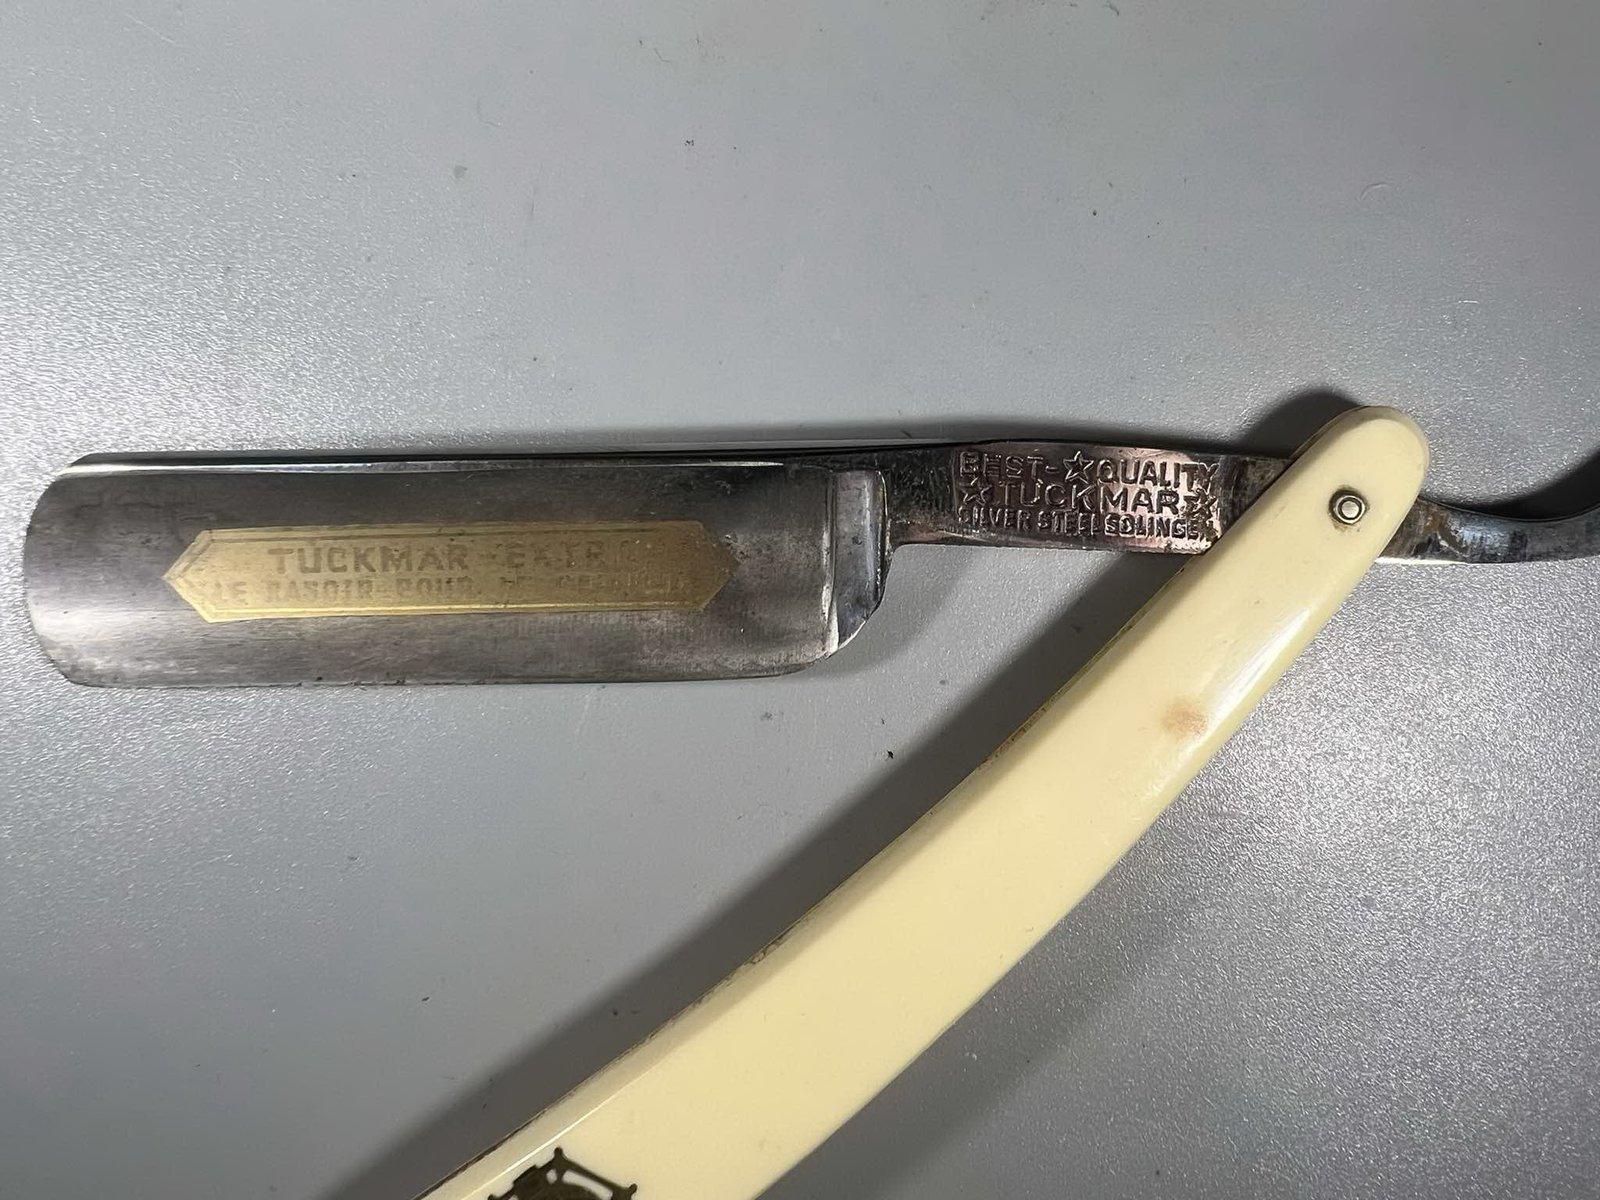 TUCKMAR EXTRA
LE RASOIR POUR
BEST-☆QUALITY
☆TUCKMAR☆
SILVER STEEL SOLINGEN